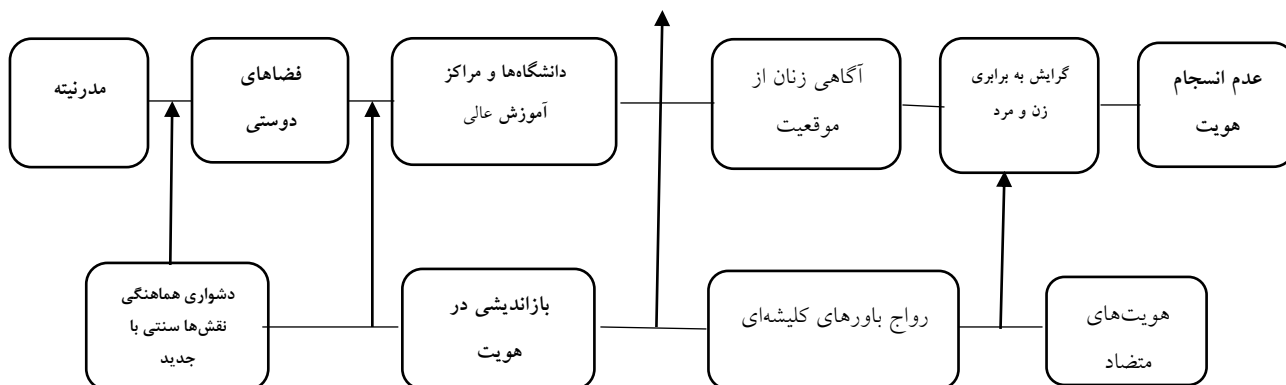 عدم انسجام
هویت
گرایش به برابری
زن و مرد
آگاهی زنان از
موقعیت
دانشگاه‌ها و مراکز
آموزش عالی
فضاهای
دوستی
مدرنیته
هویت‌های
متضاد
رواج باورهای کلیشه‌ای
بازاندیشی در
هویت
دشواری هماهنگی
نقش‌ها سنتی با
جدید